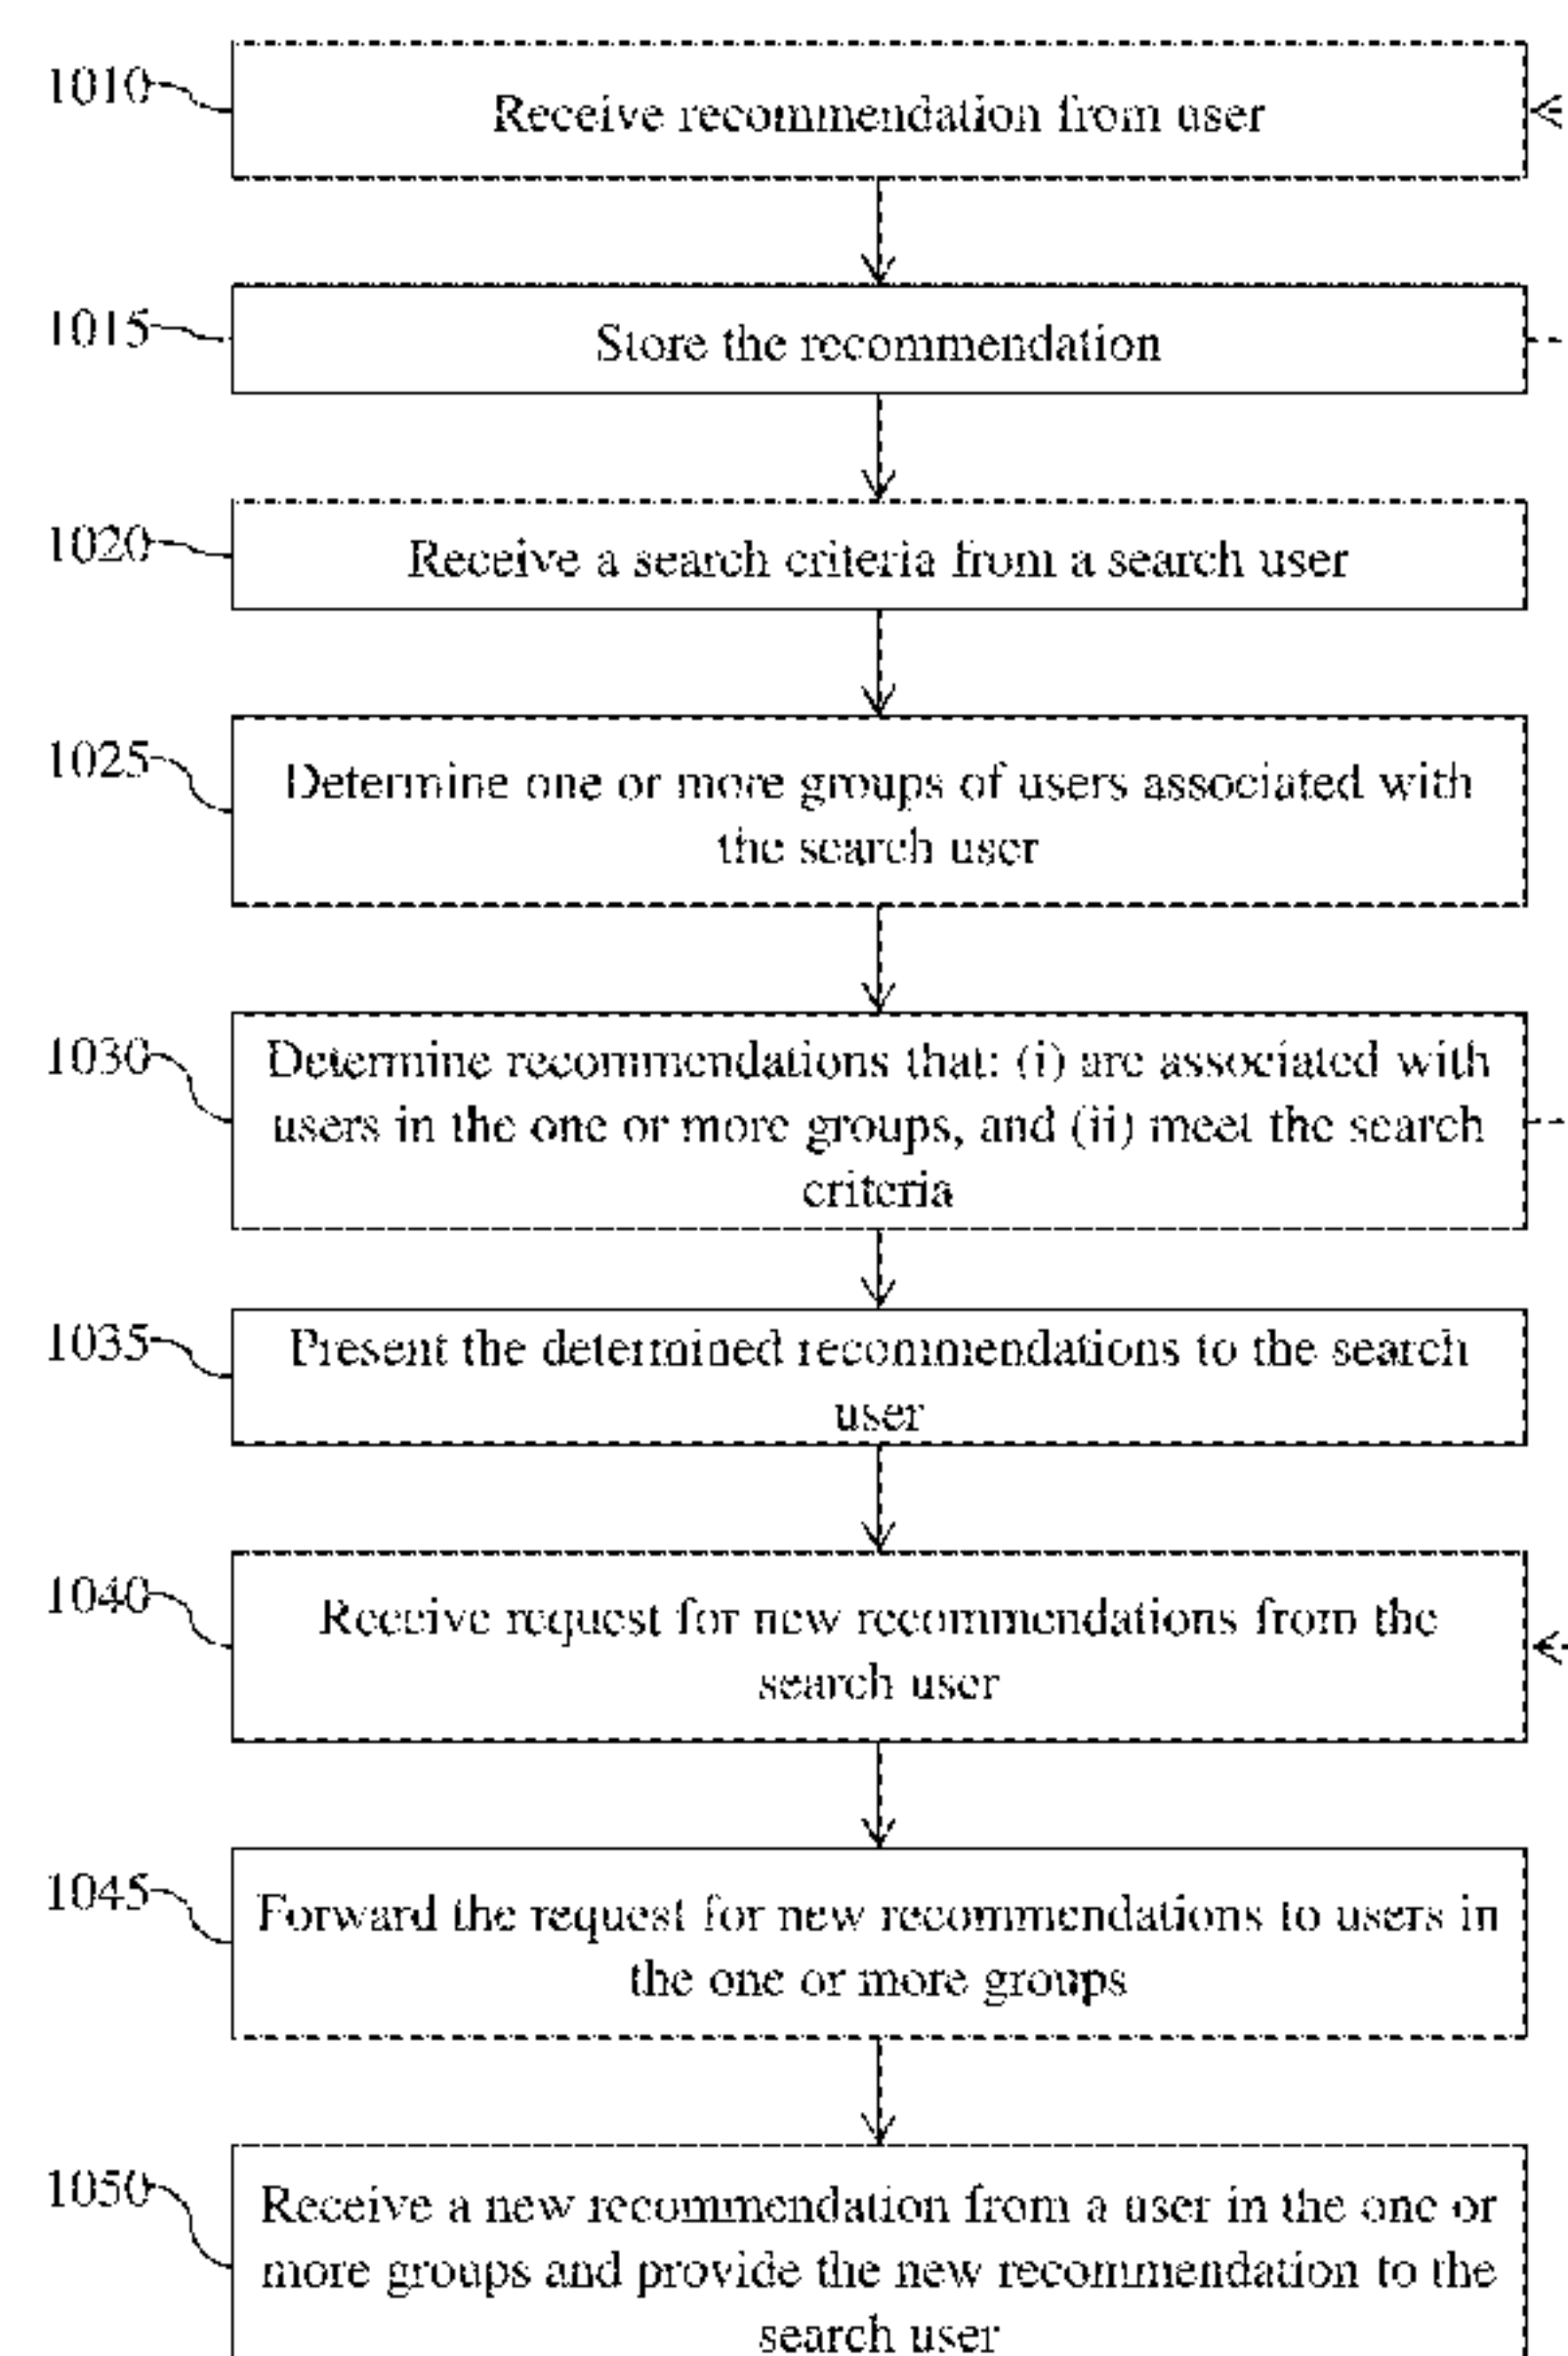 1010
Receive recommendation from user
1015
Store the recommendation
1020
Receive a search criteria from a search user
1025
Determine one or more groups of users associated with
the search user
1030
Determine recommendations that: (i) are associated with
users in the one or more groups, and (ii) meet the search
criteria
1035
Present the determined recommendations to the search
user
1040
Receive request for new recommendations from the
search user
1045
Forward the request for new recommendations to users in
the one or more groups
1050
Receive a new recommendation from a user in the one or
more groups and provide the new recommendation to the
search user